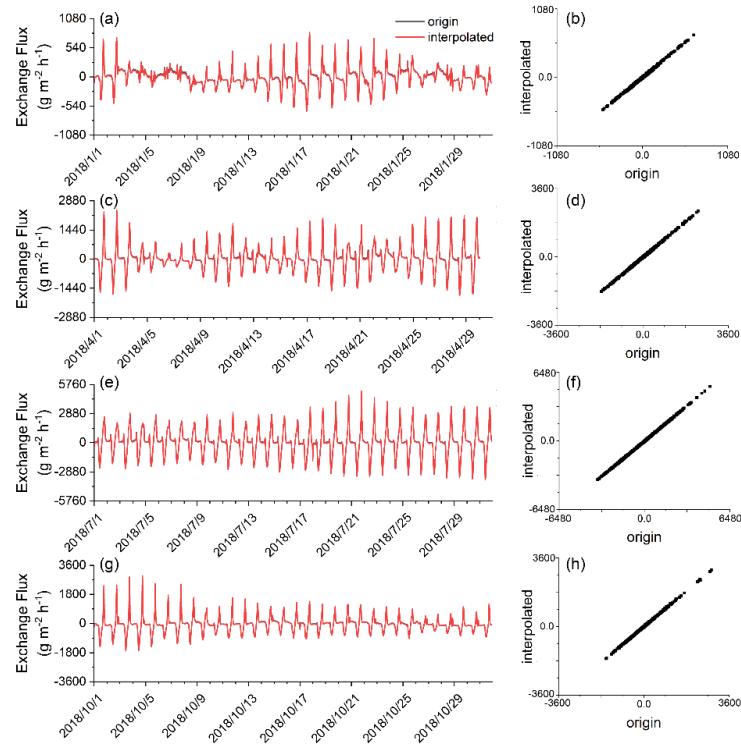 (a)
origin
interpolated
Exchange Flux
(g m⁻² h⁻¹)
1080
540
0
-540
-1080
2018/1/1
2018/1/5
2018/1/9
2018/1/13
2018/1/17
2018/1/21
2018/1/25
2018/1/29
(b)
interpolated
1080
0.0
-1080
-1080
0.0
1080
origin
(c)
Exchange Flux
(g m⁻² h⁻¹)
2880
1440
0
-1440
-2880
2018/4/1
2018/4/5
2018/4/9
2018/4/13
2018/4/17
2018/4/21
2018/4/25
2018/4/29
(d)
interpolated
3600
0.0
-3600
-3600
0.0
3600
origin
(e)
Exchange Flux
(g m⁻² h⁻¹)
5760
2880
0
-2880
-5760
2018/7/1
2018/7/5
2018/7/9
2018/7/13
2018/7/17
2018/7/21
2018/7/25
2018/7/29
(f)
interpolated
6480
0.0
-6480
-6480
0.0
6480
origin
(g)
Exchange Flux
(g m⁻² h⁻¹)
3600
1800
0
-1800
-3600
2018/10/1
2018/10/5
2018/10/9
2018/10/13
2018/10/17
2018/10/21
2018/10/25
2018/10/29
(h)
interpolated
3600
0.0
-3600
-3600
0.0
3600
origin